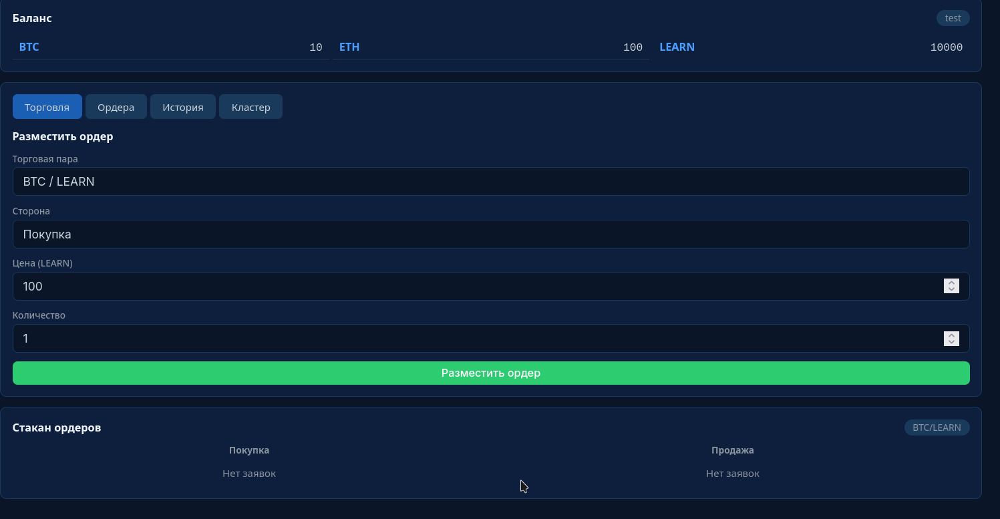 Баланс test
BTC 10 ETH 100 LEARN 10000
Торговля Ордера История Кластер
Разместить ордер
Торговая пара
BTC / LEARN
Сторона
Покупка
Цена (LEARN)
100
Количество
1
Разместить ордер
Стакан ордеров BTC/LEARN
Покупка Продажа
Нет заявок Нет заявок